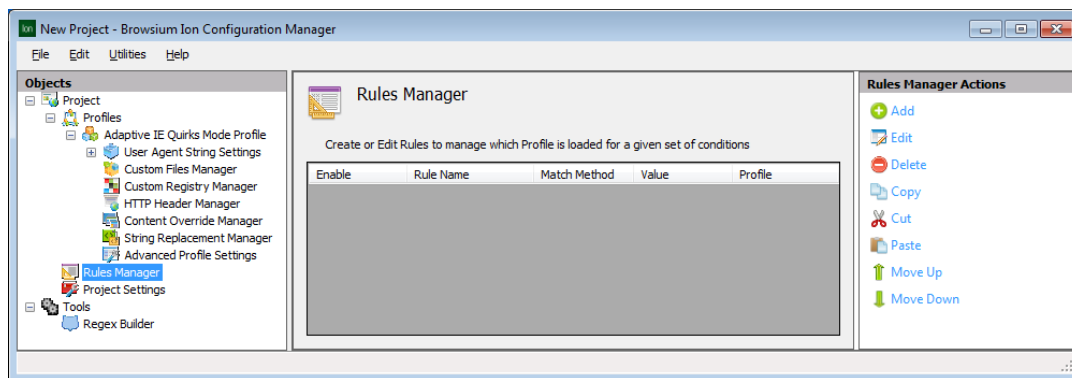 Ion New Project - Browsium Ion Configuration Manager
File Edit Utilities Help
Objects
Project
Profiles
Adaptive IE Quirks Mode Profile
User Agent String Settings
Custom Files Manager
Custom Registry Manager
HTTP Header Manager
Content Override Manager
String Replacement Manager
Advanced Profile Settings
Rules Manager
Project Settings
Tools
Regex Builder
Rules Manager
Create or Edit Rules to manage which Profile is loaded for a given set of conditions
Enable Rule Name Match Method Value Profile
Rules Manager Actions
Add
Edit
Delete
Copy
Cut
Paste
Move Up
Move Down